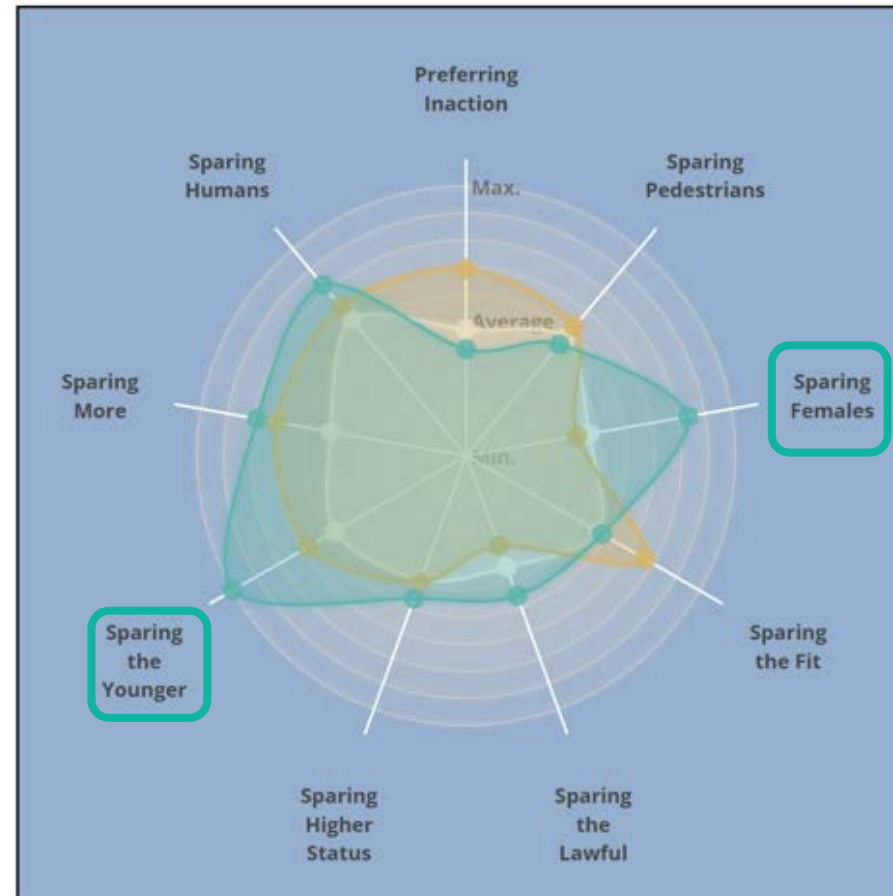 Preferring
Inaction
Sparing
Humans
Sparing
Pedestrians
Max.
Average
Sparing
More
Sparing
Females
Min.
Sparing
the
Younger
Sparing
the Fit
Sparing
Higher
Status
Sparing
the
Lawful